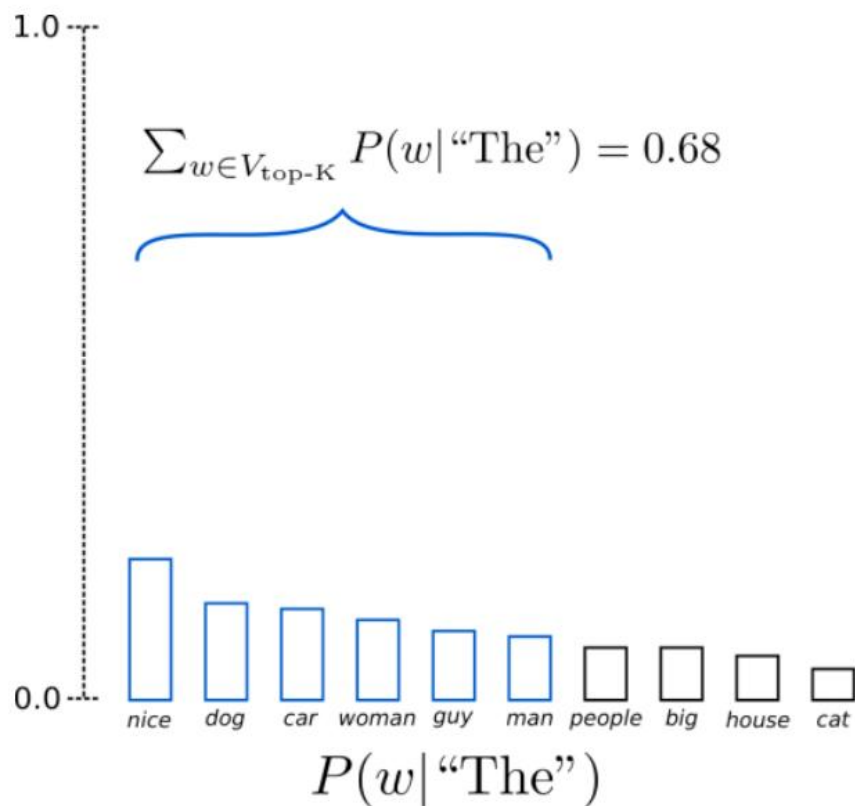 1.0
∑w∈Vtop-K P(w|“The”) = 0.68
0.0
nice dog car woman guy man people big house cat
P(w|“The”)